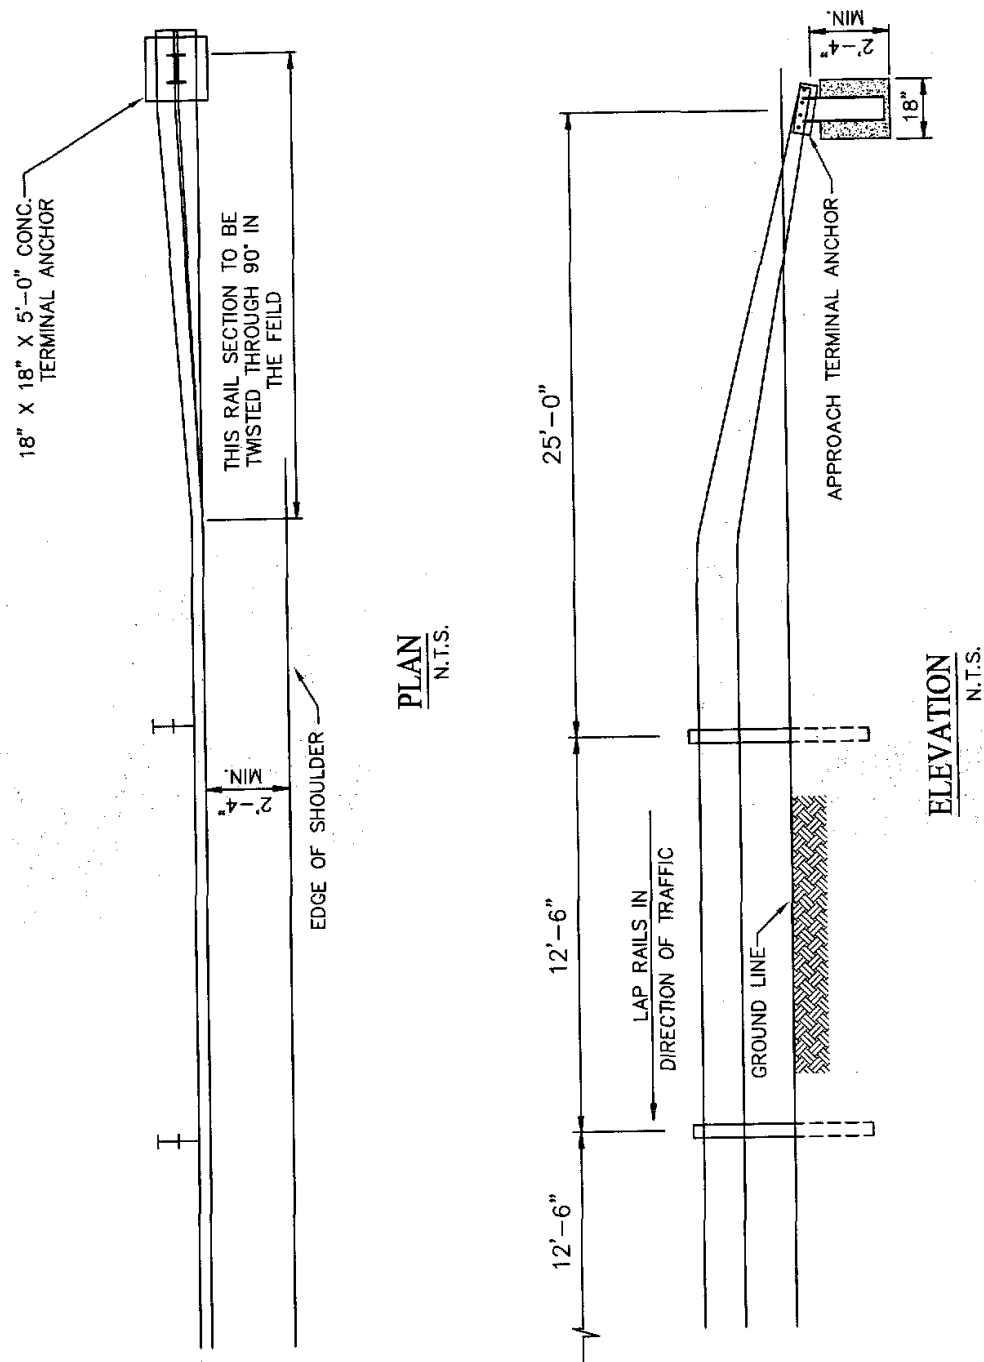 18" X 18" X 5'-0" CONC.
TERMINAL ANCHOR
THIS RAIL SECTION TO BE
TWISTED THROUGH 90° IN
THE FEILD
2'-4"
MIN.
EDGE OF SHOULDER
PLAN
N.T.S.
12'-6"
12'-6"
25'-0"
LAP RAILS IN
DIRECTION OF TRAFFIC
GROUND LINE
APPROACH TERMINAL ANCHOR
18"
2'-4"
MIN.
ELEVATION
N.T.S.